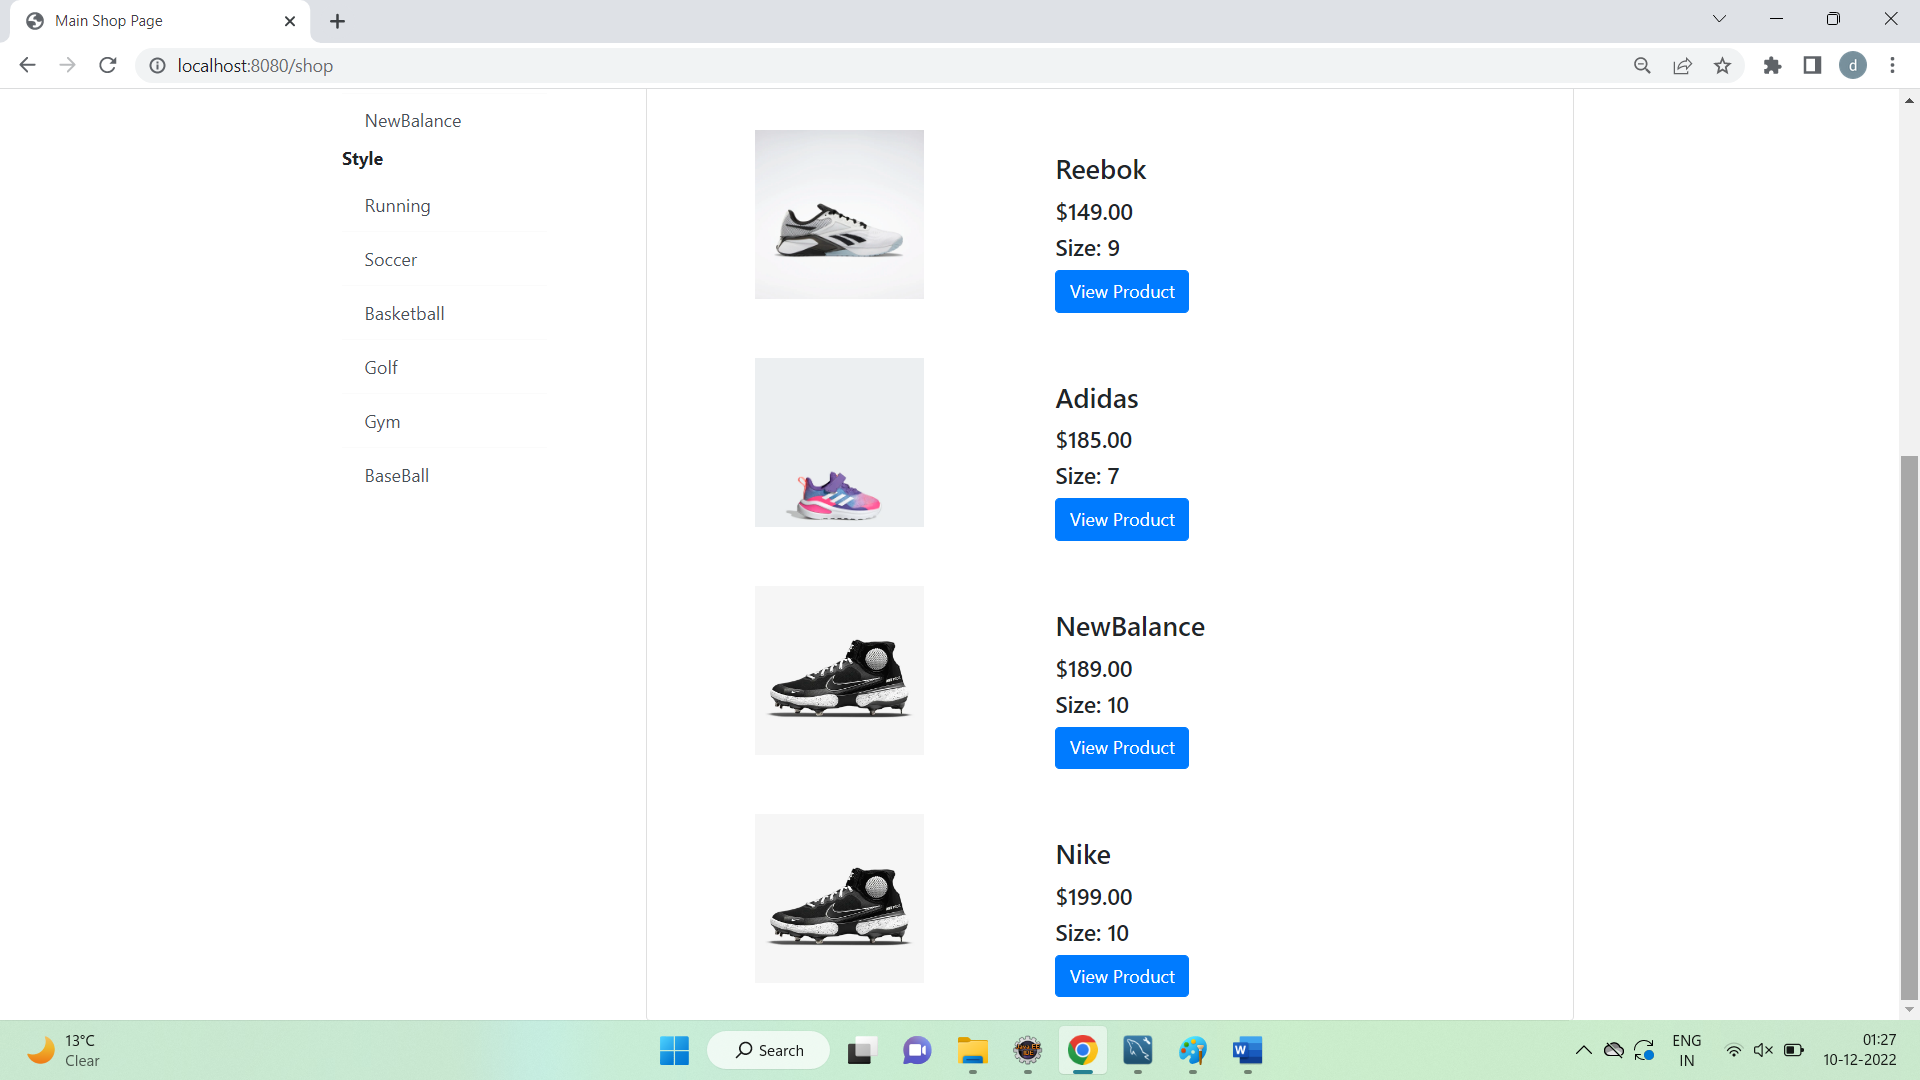 Main Shop Page
localhost:8080/shop
d
NewBalance
Style
Running
Soccer
Basketball
Golf
Gym
BaseBall
Reebok
$149.00
Size: 9
View Product
Adidas
$185.00
Size: 7
View Product
NewBalance
$189.00
Size: 10
View Product
Nike
$199.00
Size: 10
View Product
13°C
Clear
Search
W
ENG
IN
01:27
10-12-2022